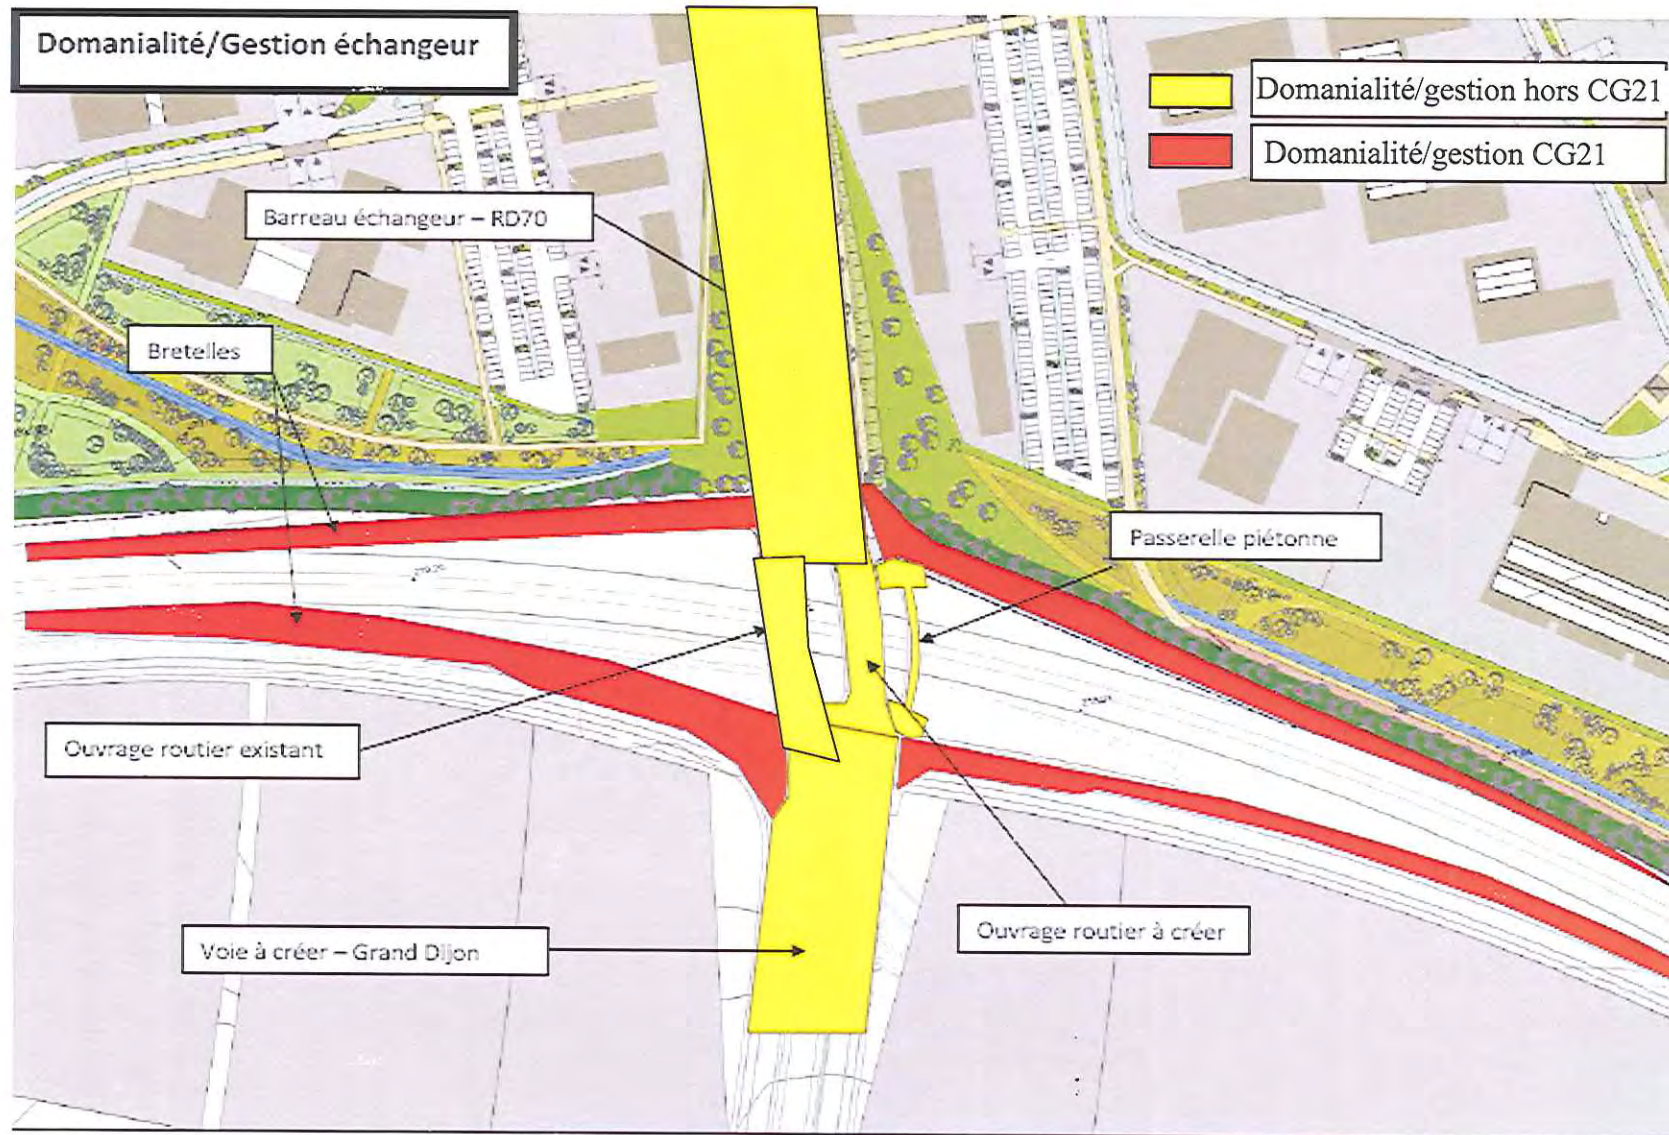 Domanialité/Gestion échangeur
Domanialité/gestion hors CG21
Domanialité/gestion CG21
Barreau échangeur – RD70
Bretelles
Passerelle piétonne
Ouvrage routier existant
Ouvrage routier à créer
Voie à créer – Grand Dijon